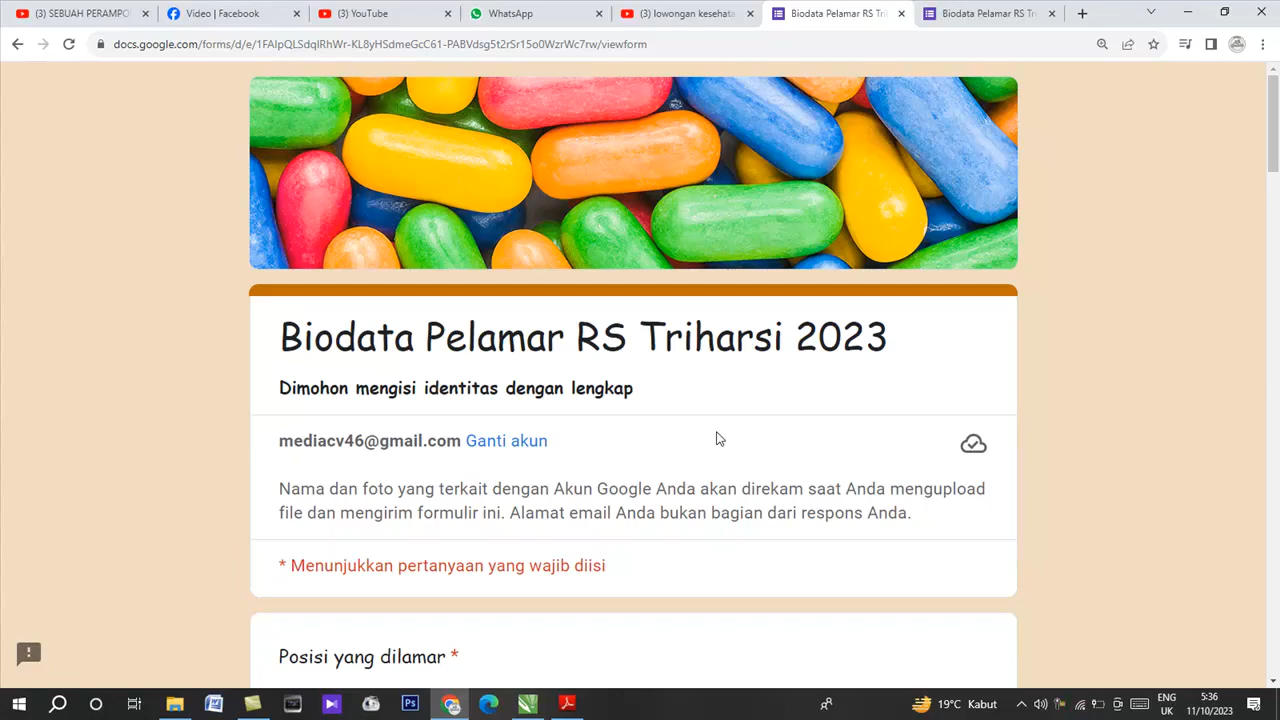 (3) SEBUAH PERAMPO
Video | Facebook
(3) YouTube
WhatsApp
(3) lowongan kesehata
Biodata Pelamar RS Tri
Biodata Pelamar RS Tr
docs.google.com/forms/d/e/1FAIpQLSdqIRhWr-KL8yHSdmeGcC61-PABVdsg5t2rSr15o0WzrWc7rw/viewform
Biodata Pelamar RS Triharsi 2023
Dimohon mengisi identitas dengan lengkap
mediacv46@gmail.com Ganti akun
Nama dan foto yang terkait dengan Akun Google Anda akan direkam saat Anda mengupload
file dan mengirim formulir ini. Alamat email Anda bukan bagian dari respons Anda.
* Menunjukkan pertanyaan yang wajib diisi
Posisi yang dilamar *
19°C Kabut
ENG
UK
5:36
11/10/2023